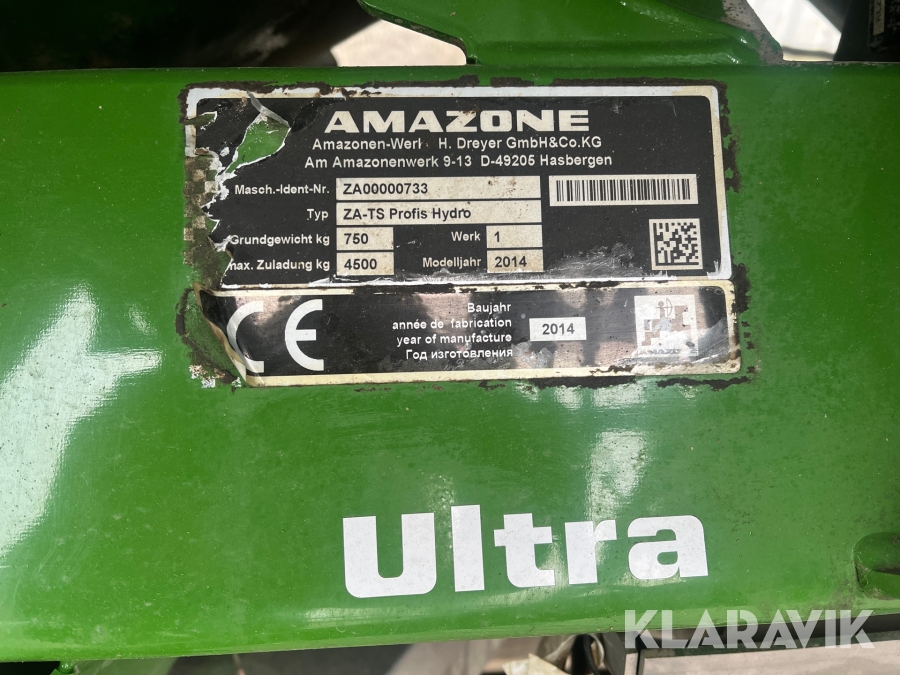 AMAZONE
Amazonen-Werk H. Dreyer GmbH&Co.KG
Am Amazonenwerk 9-13 D-49205 Hasbergen
Masch.-Ident-Nr. ZA00000733
Typ ZA-TS Profis Hydro
Grundgewicht kg 750 Werk 1
max. Zuladung kg 4500 Modelljahr 2014
CE
Baujahr
année de fabrication
year of manufacture
Год изготовления
2014
AMAZONE
Ultra
KLARAVIK